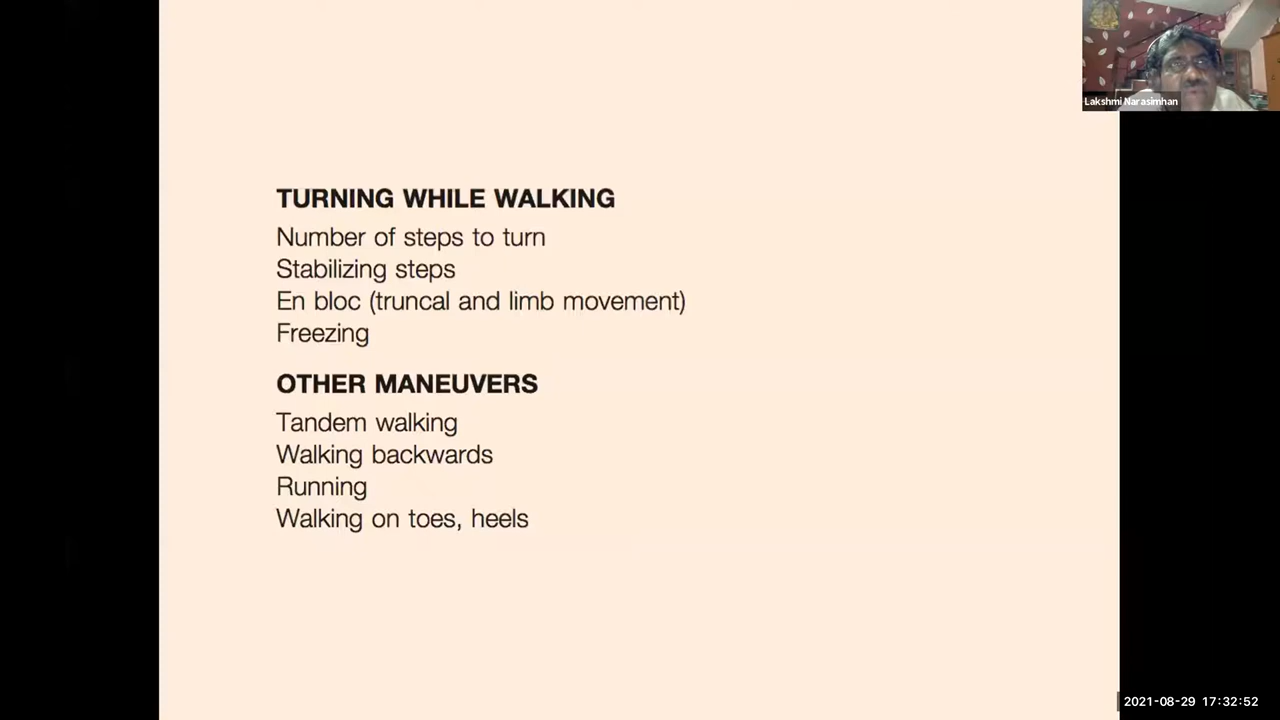 Lakshmi Narasimhan
TURNING WHILE WALKING
Number of steps to turn
Stabilizing steps
En bloc (truncal and limb movement)
Freezing
OTHER MANEUVERS
Tandem walking
Walking backwards
Running
Walking on toes, heels
2021-08-29 17:32:52